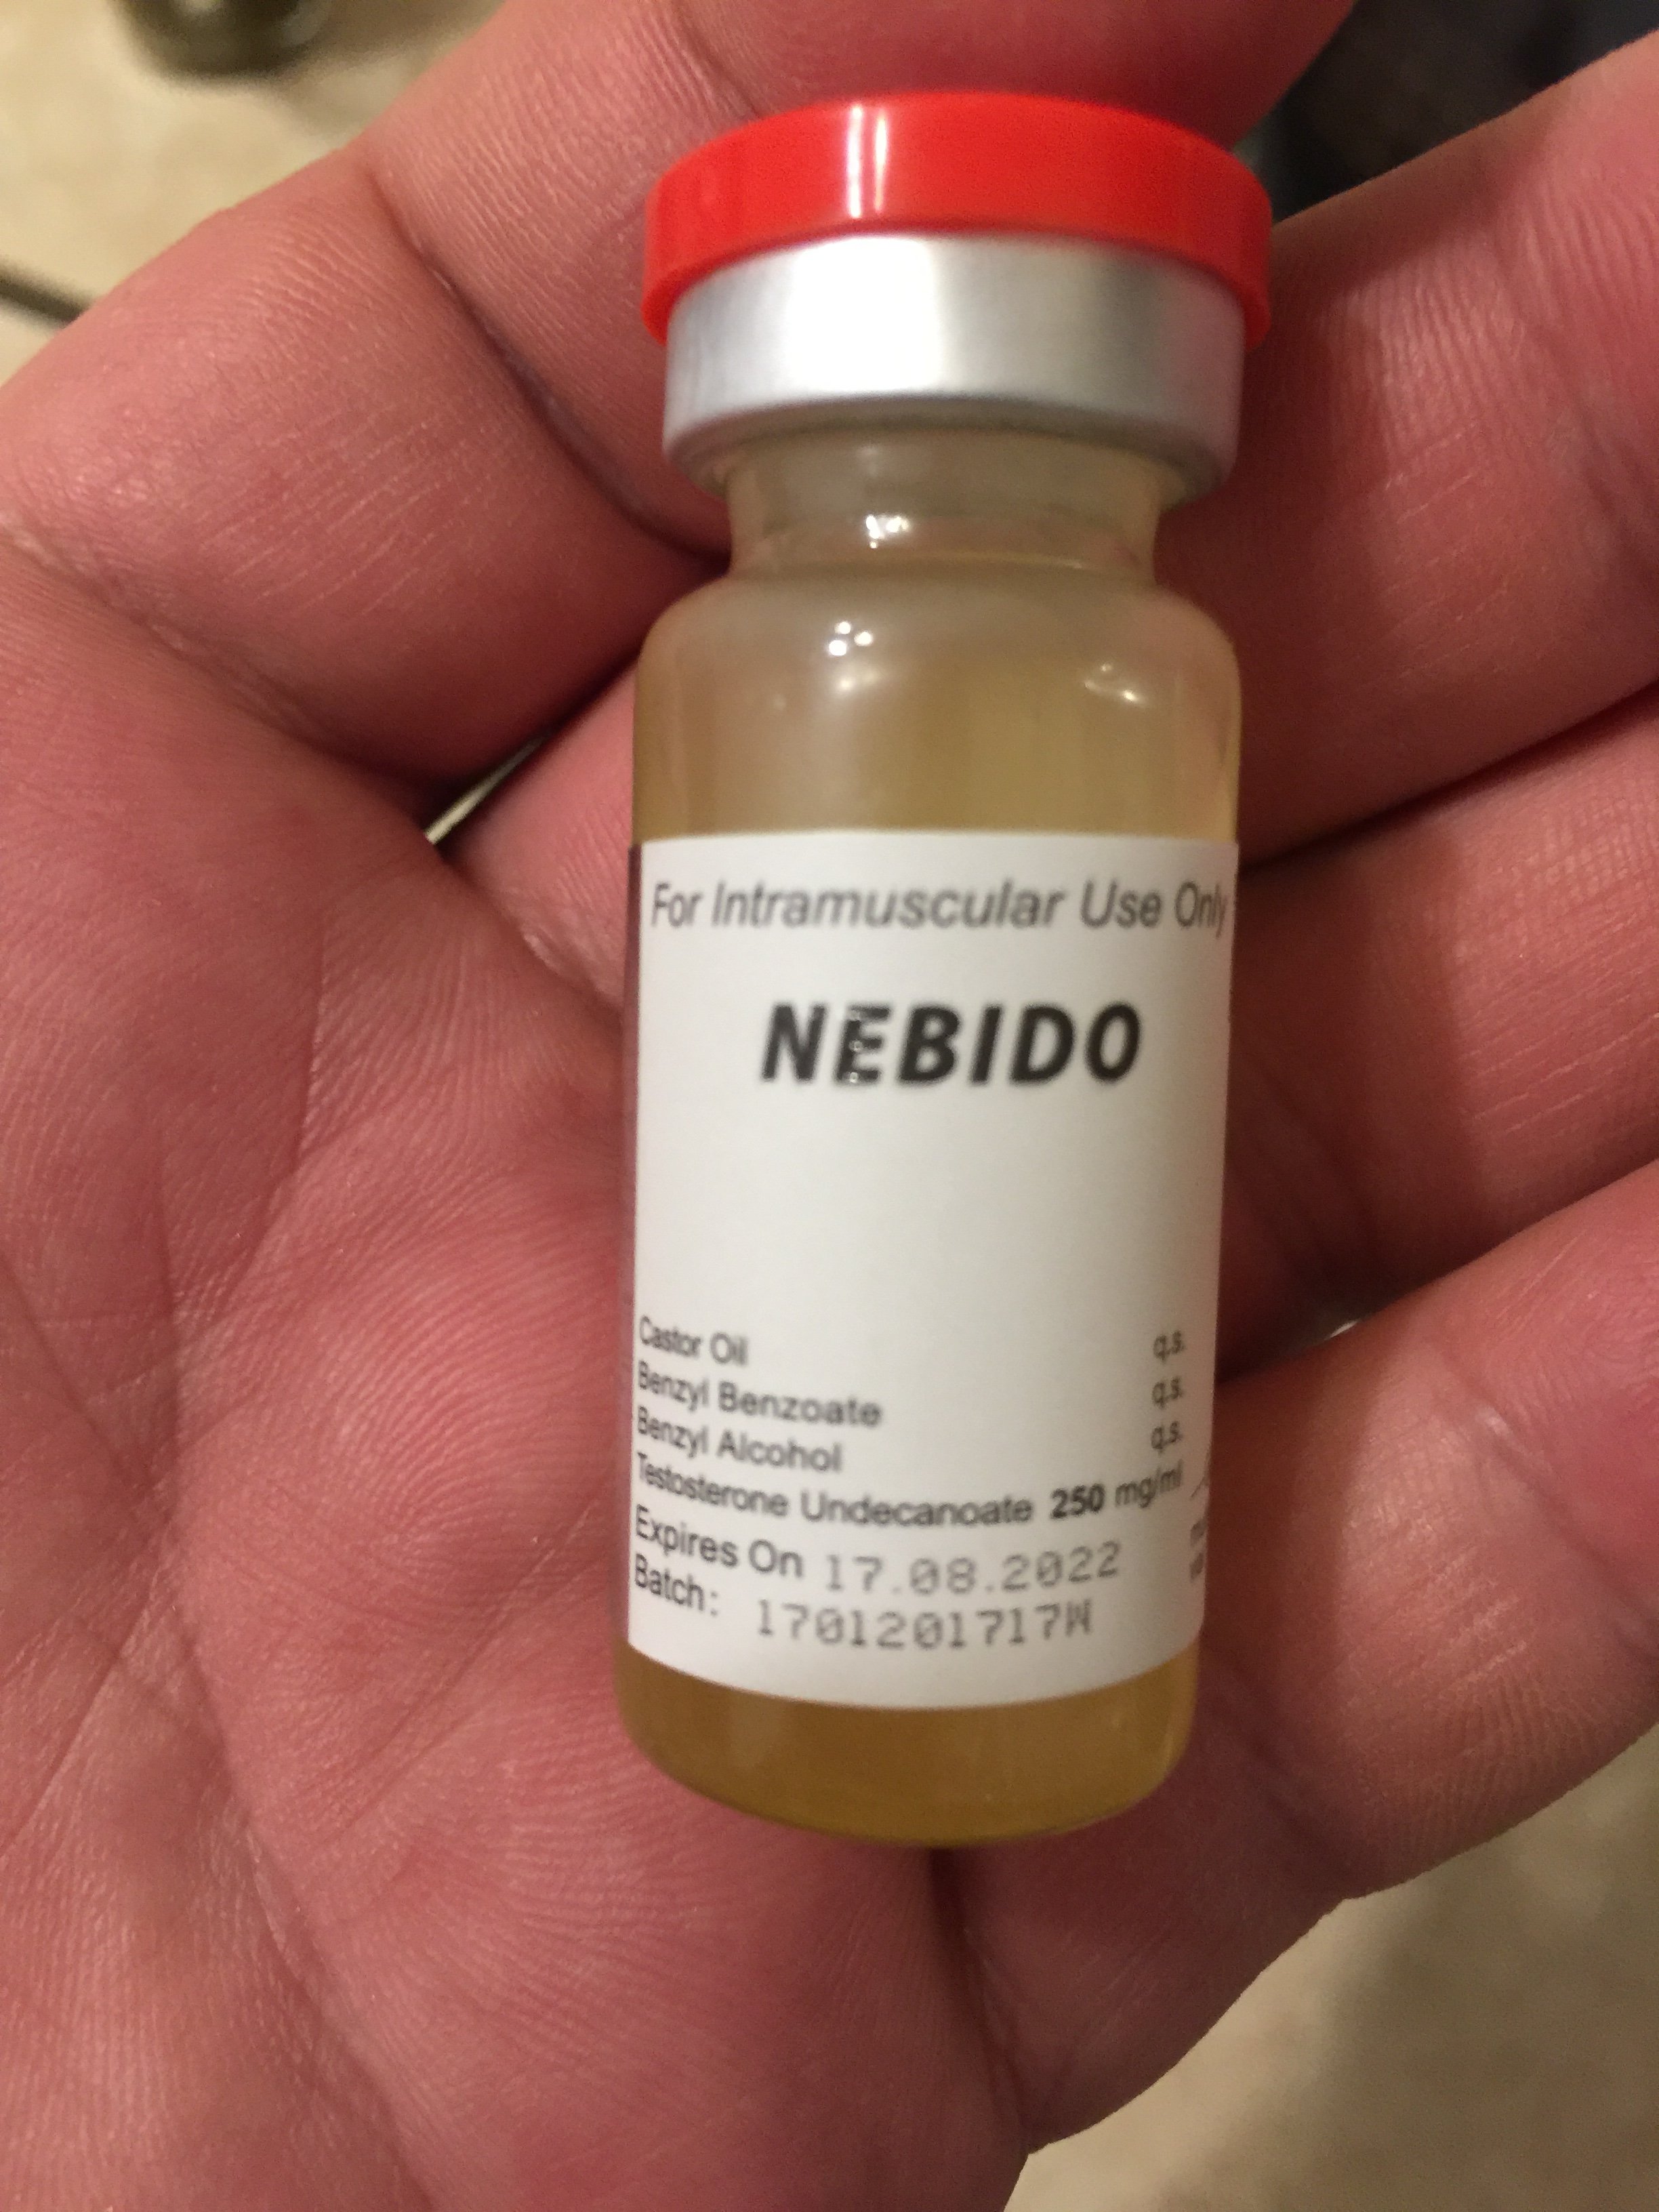 For Intramuscular Use Only
NEBIDO
Castor Oil q.s.
Benzyl Benzoate q.s.
Benzyl Alcohol q.s.
Testosterone Undecanoate 250 mg/ml
Expires On 17.08.2022
Batch: 1701201717W